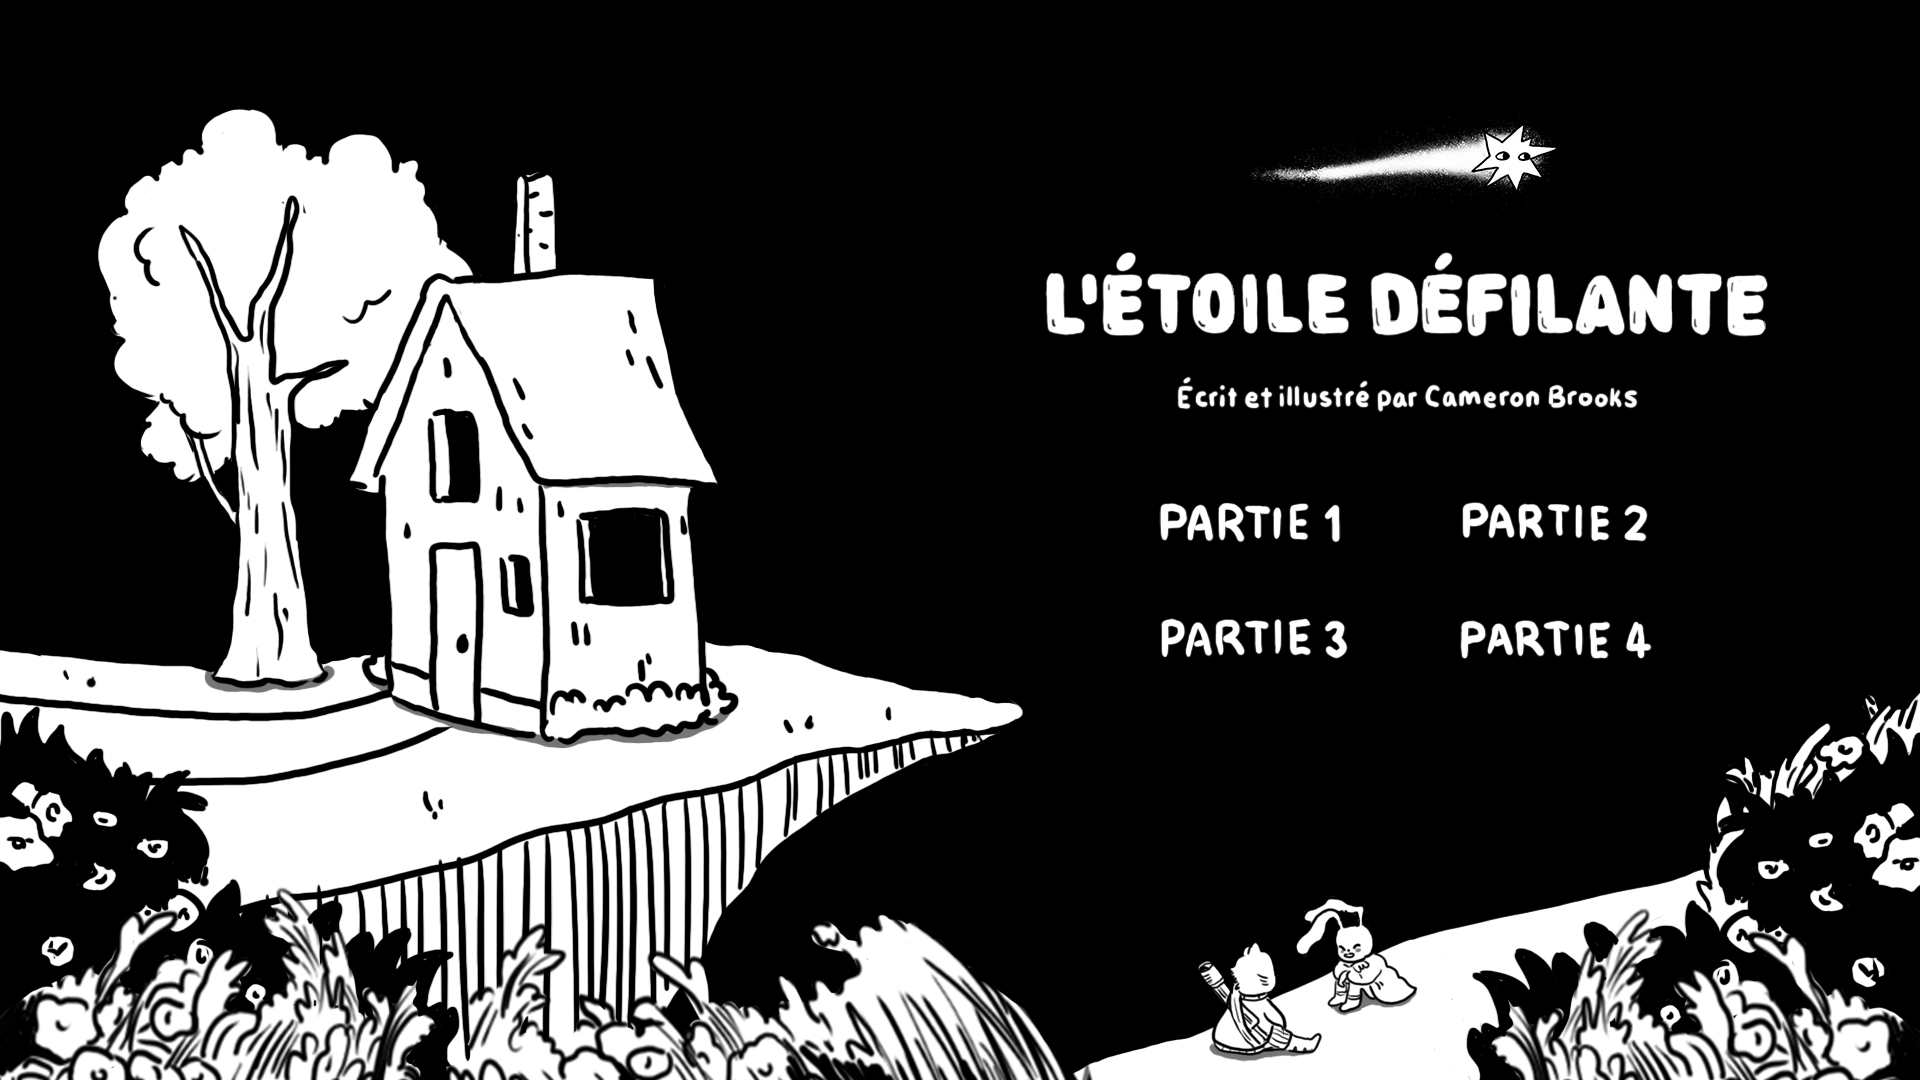 L'ÉTOILE DÉFILANTE
Écrit et illustré par Cameron Brooks
PARTIE 1 PARTIE 2
PARTIE 3 PARTIE 4